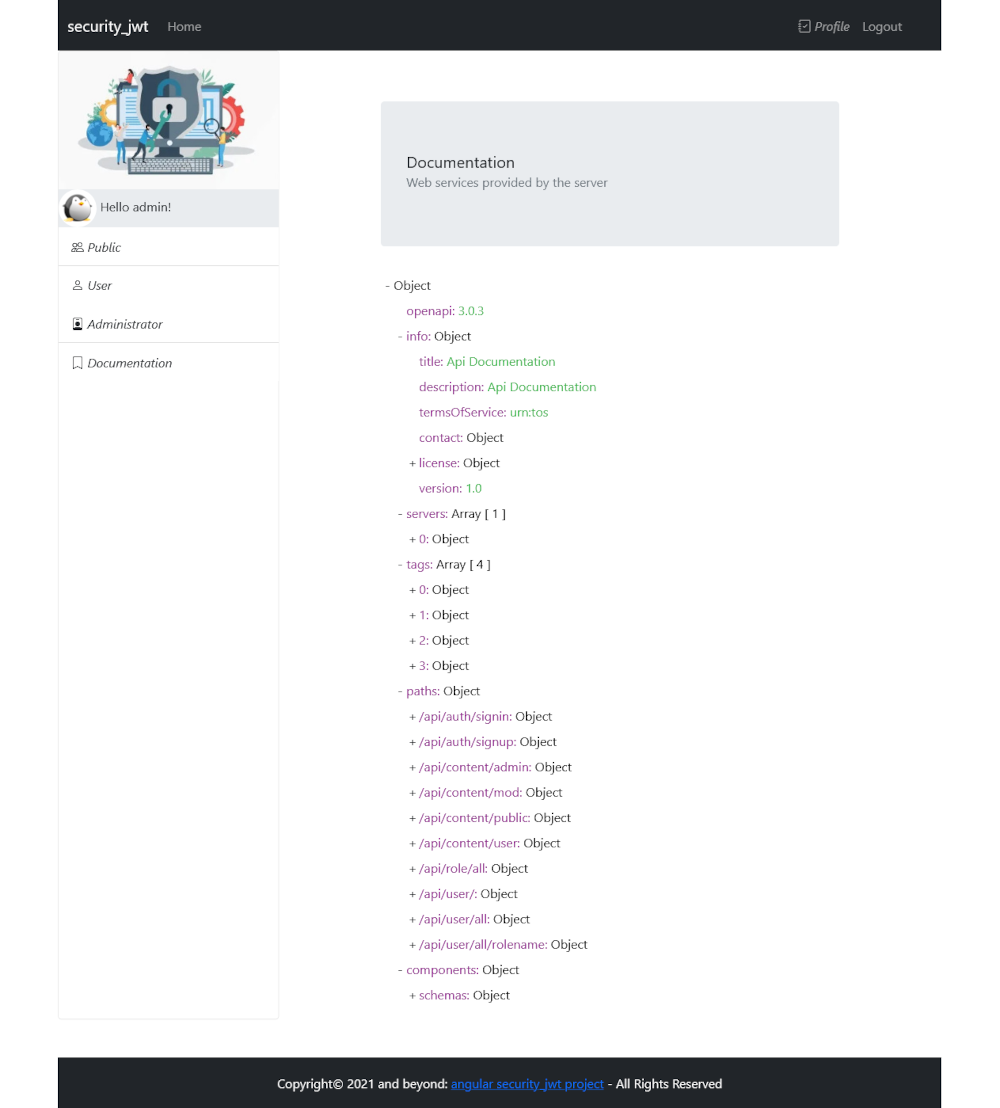 security_jwt Home Profile Logout
Hello admin!
Public
User
Administrator
Documentation
Documentation
Web services provided by the server
- Object
openapi: 3.0.3
- info: Object
title: Api Documentation
description: Api Documentation
termsOfService: urn:tos
contact: Object
+ license: Object
version: 1.0
- servers: Array [ 1 ]
+ 0: Object
- tags: Array [ 4 ]
+ 0: Object
+ 1: Object
+ 2: Object
+ 3: Object
- paths: Object
+ /api/auth/signin: Object
+ /api/auth/signup: Object
+ /api/content/admin: Object
+ /api/content/mod: Object
+ /api/content/public: Object
+ /api/content/user: Object
+ /api/role/all: Object
+ /api/user/: Object
+ /api/user/all: Object
+ /api/user/all/rolename: Object
- components: Object
+ schemas: Object
Copyright© 2021 and beyond: angular security_jwt project - All Rights Reserved